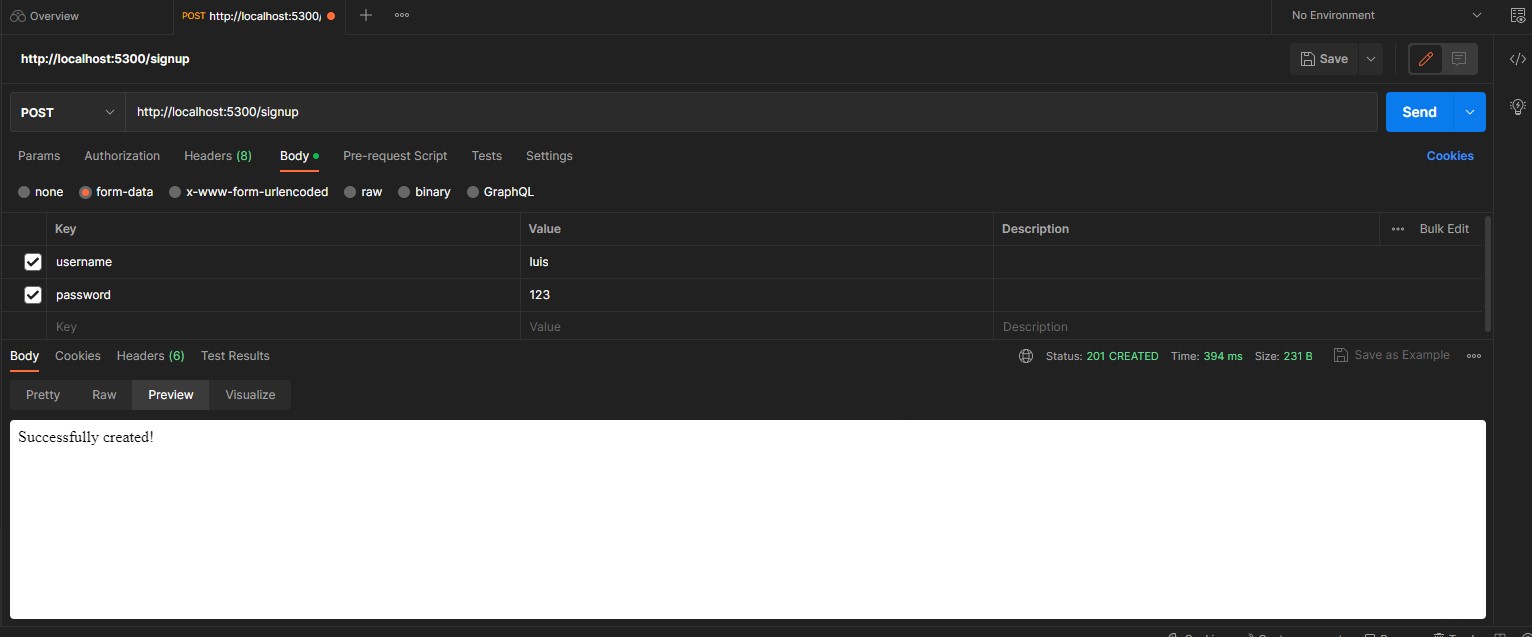 Overview
POST http://localhost:5300/
No Environment
http://localhost:5300/signup
Save
POST
http://localhost:5300/signup
Send
Params Authorization Headers (8) Body Pre-request Script Tests Settings Cookies
none form-data x-www-form-urlencoded raw binary GraphQL
Key Value Description Bulk Edit
username luis
password 123
Key Value Description
Body Cookies Headers (6) Test Results Status: 201 CREATED Time: 394 ms Size: 231 B Save as Example
Pretty Raw Preview Visualize
Successfully created!